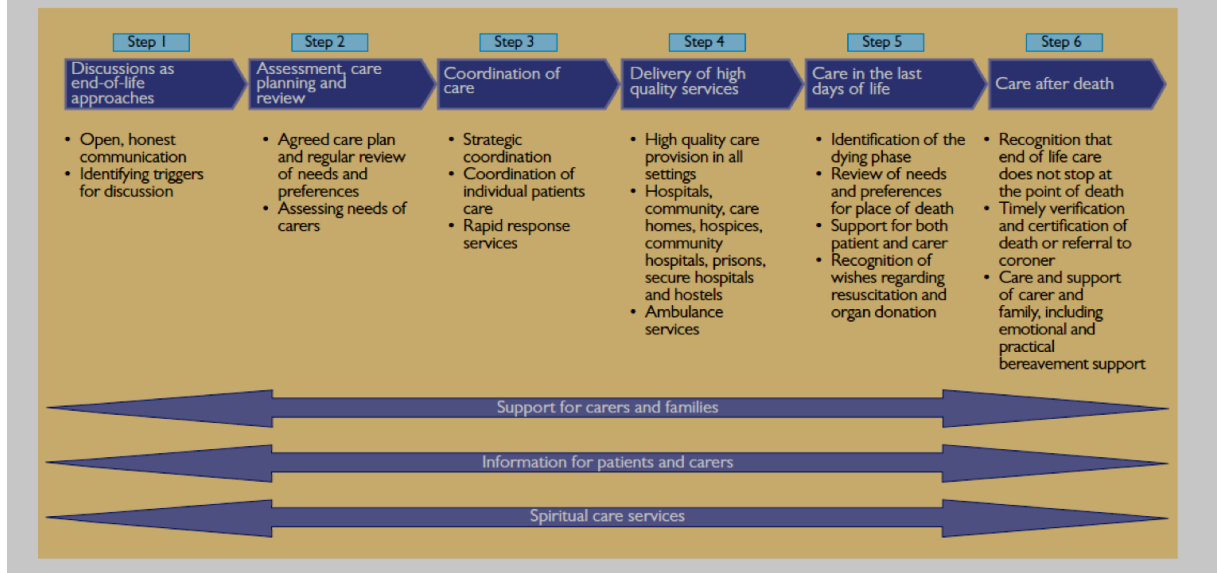 Step 1
Discussions as
end-of-life
approaches
• Open, honest
communication
• Identifying triggers
for discussion
Step 2
Assessment, care
planning and
review
• Agreed care plan
and regular review
of needs and
preferences
• Assessing needs of
carers
Step 3
Coordination of
care
• Strategic
coordination
• Coordination of
individual patients
care
• Rapid response
services
Step 4
Delivery of high
quality services
• High quality care
provision in all
settings
• Hospitals,
community, care
homes, hospices,
community
hospitals, prisons,
secure hospitals
and hostels
• Ambulance
services
Step 5
Care in the last
days of life
• Identification of the
dying phase
• Review of needs
and preferences
for place of death
• Support for both
patient and carer
• Recognition of
wishes regarding
resuscitation and
organ donation
Step 6
Care after death
• Recognition that
end of life care
does not stop at
the point of death
• Timely verification
and certification of
death or referral to
coroner
• Care and support
of carer and
family, including
emotional and
practical
bereavement support
Support for carers and families
Information for patients and carers
Spiritual care services